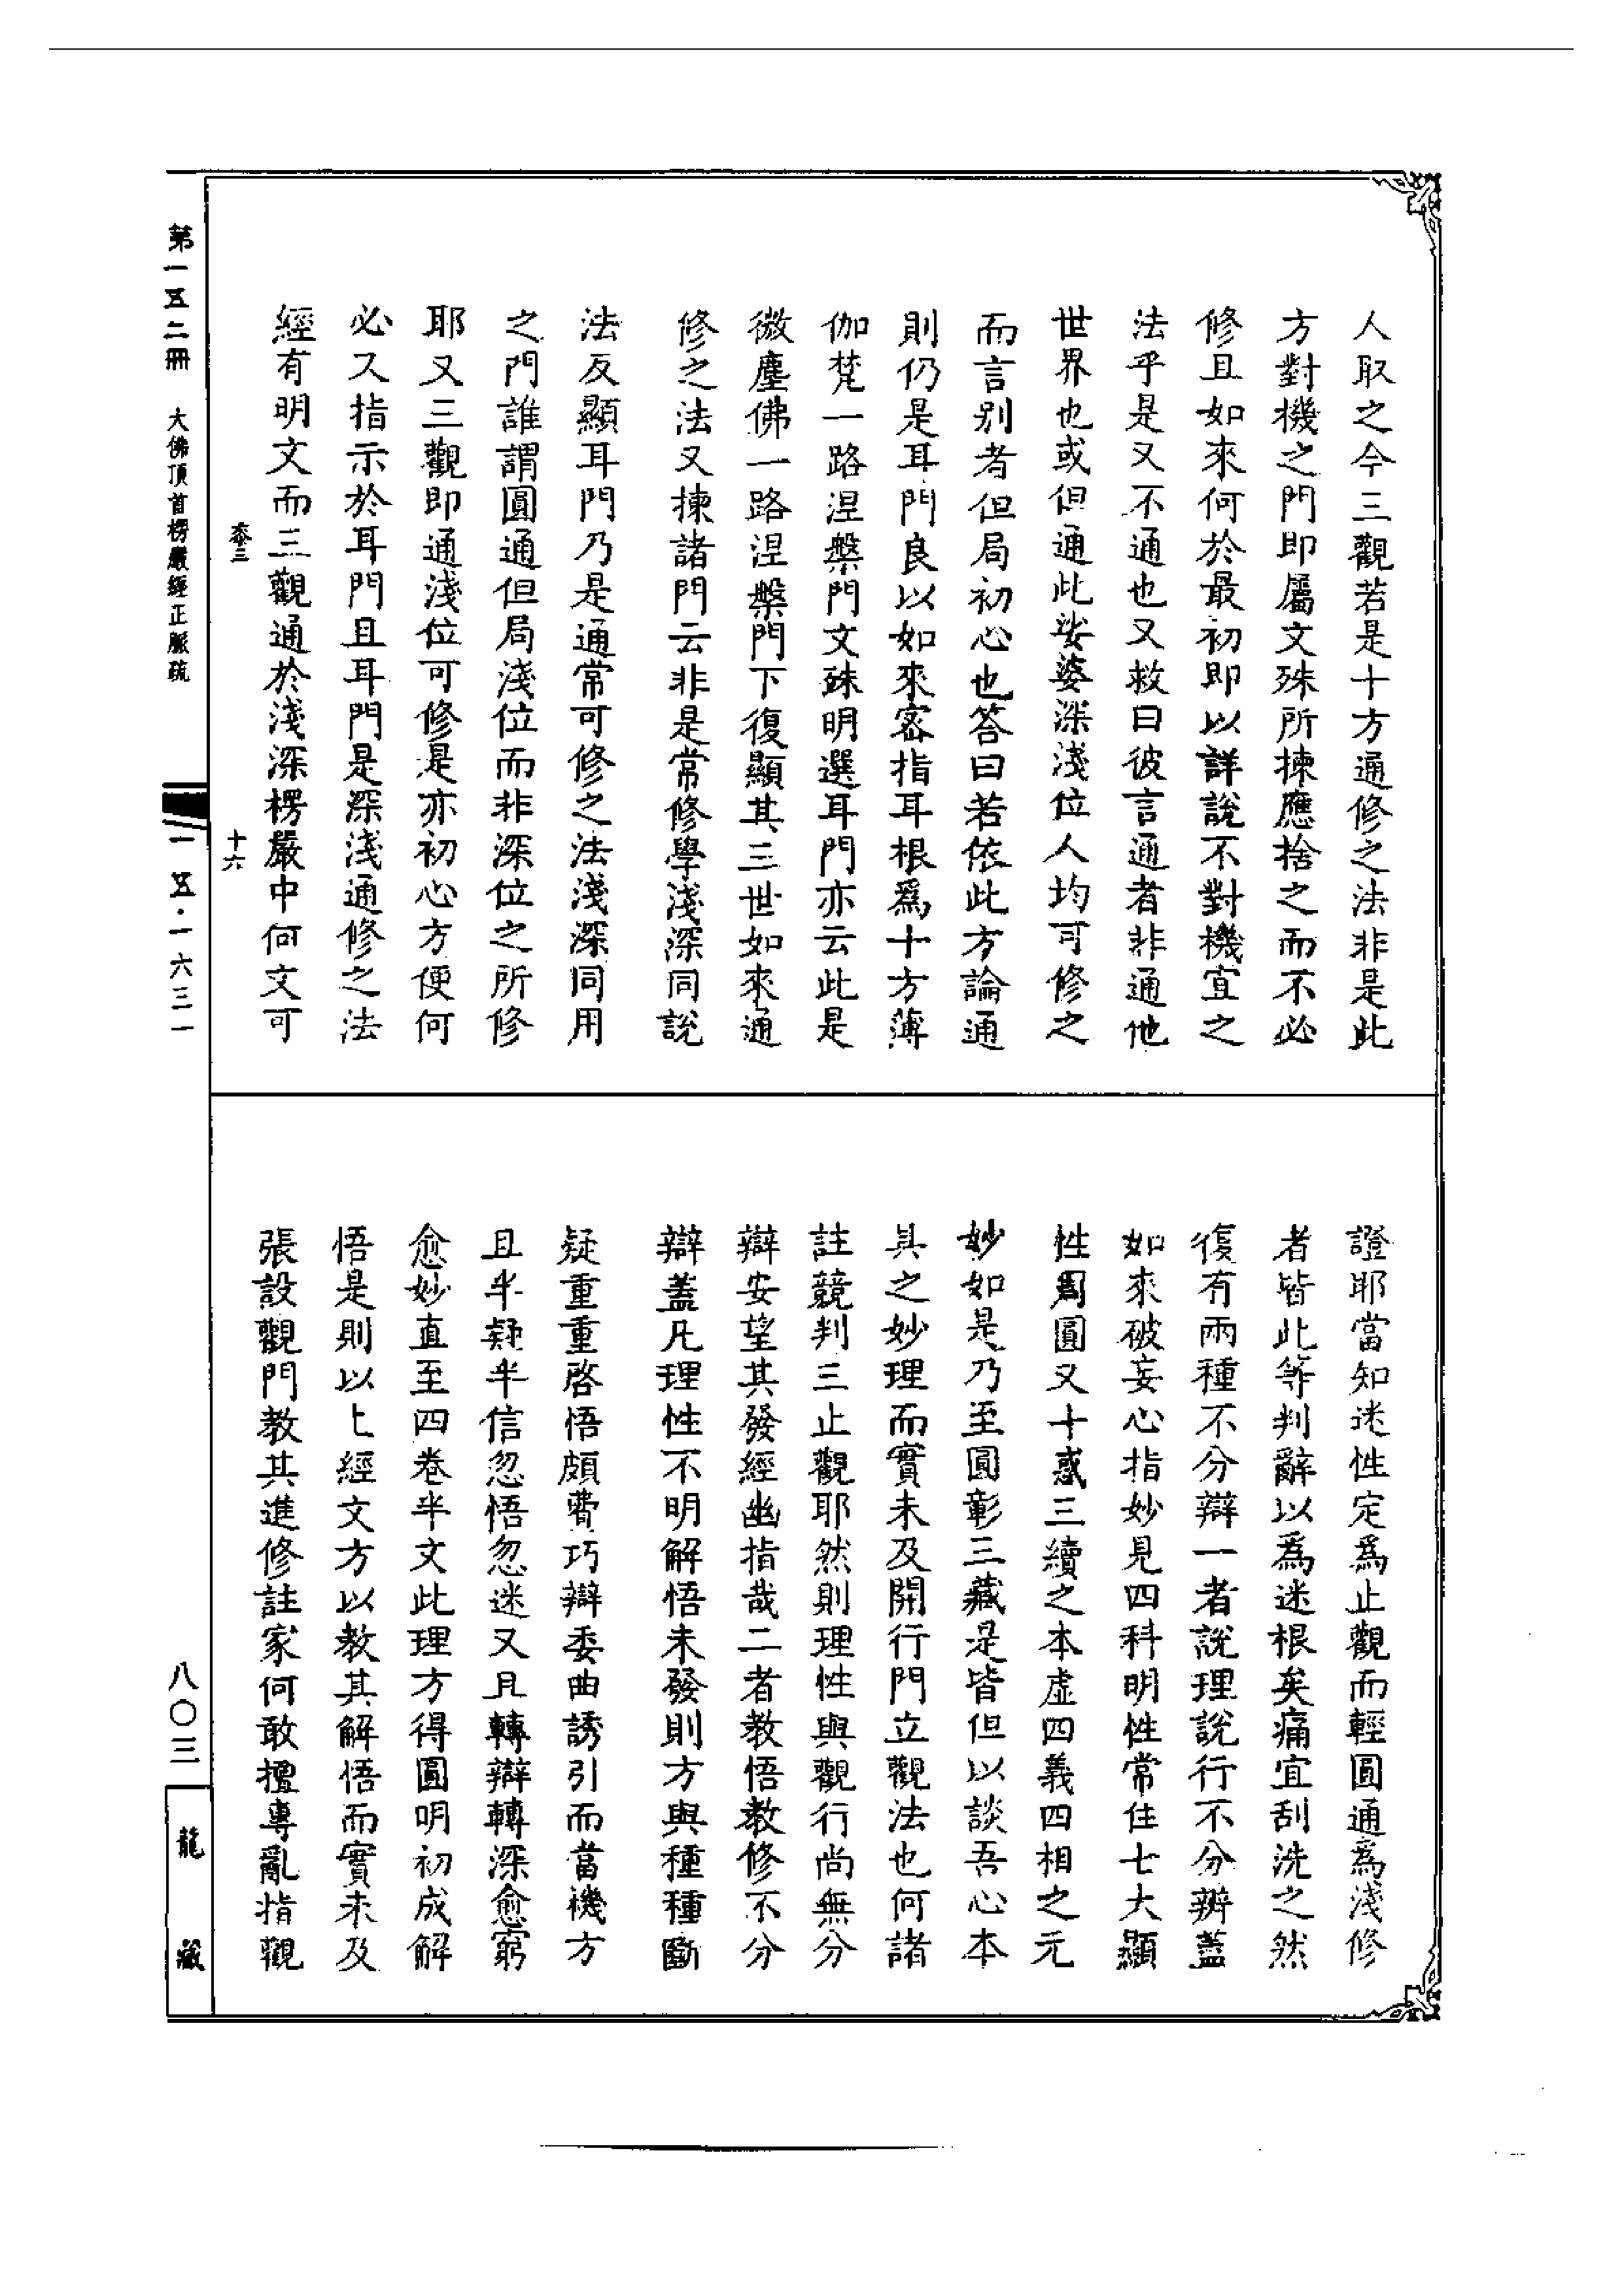 人取之今三觀若是十方通修之法非是此
方對機之門即屬文殊所揀應捨之而不必
修且如來何於最初即以詳說不對機宜之
法乎是又不通也又救曰彼言通者非通他
世界也或但通此娑婆深淺位人均可修之
而言別者但局初心也答曰若依此方論通
則仍是耳門良以如來密指耳根爲十方薄
伽梵一路涅槃門文殊明選耳門亦云此是
微塵佛一路涅槃門下復顯其三世如來通
修之法又揀諸門云非是常修學淺深同說
法反顯耳門乃是通常可修之法淺深同用
之門誰謂圓通但局淺位而非深位之所修
耶又三觀即通淺位可修是亦初心方便何
必又指示於耳門且耳門是深淺通修之法
經有明文而三觀通於淺深楞嚴中何文可
證耶當知迷性定爲止觀而輕圓通爲淺修
者皆此等判辭以爲迷根矣痛宜刮洗之然
復有兩種不分辯一者說理說行不分辨蓋
如來破妄心指妙見四科明性常住七大顯
性周圓又十惑三續之本虛四義四相之元
妙如是乃至圓彰三藏是皆但以談吾心本
具之妙理而實未及開行門立觀法也何諸
註競判三止觀耶然則理性與觀行尚無分
辯安望其發經幽指哉二者教悟教修不分
辯蓋凡理性不明解悟未發則方與種種斷
疑重重啓悟頗費巧辯委曲誘引而當機方
且半疑半信忽悟忽迷又且轉辯轉深愈窮
愈妙直至四卷半文此理方得圓明初成解
悟是則以上經文方以教其解悟而實未及
張設觀門教其進修註家何敢擅專亂指觀
叅三
十六
第一五二冊 大佛頂首楞嚴經正脈疏
一五·一六三一
八〇三
龍藏